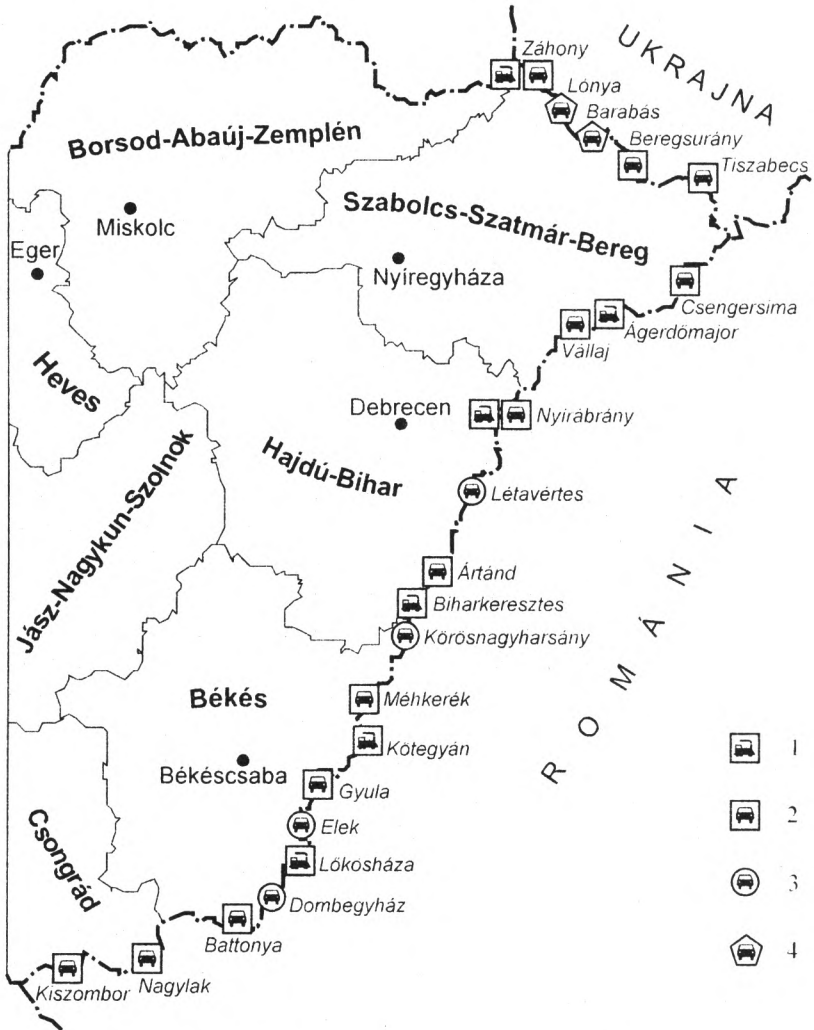 UKRAJNA
Záhony
Lónya
Barabás
Beregsurány
Tiszabecs
Borsod-Abaúj-Zemplén
Miskolc
Eger
Szabolcs-Szatmár-Bereg
Nyíregyháza
Csengersima
Ágerdőmajor
Vállaj
Heves
Debrecen
Nyírábrány
Hajdú-Bihar
Létavértes
Jász-Nagykun-Szolnok
ROMÁNIA
Ártánd
Biharkeresztes
Körösnagyharsány
Békés
Méhkerék
Kötegyán
Békéscsaba
Gyula
Elek
Lőkösháza
Csongrád
Dombegyház
Battonya
Nagylak
Kiszombor
1
2
3
4